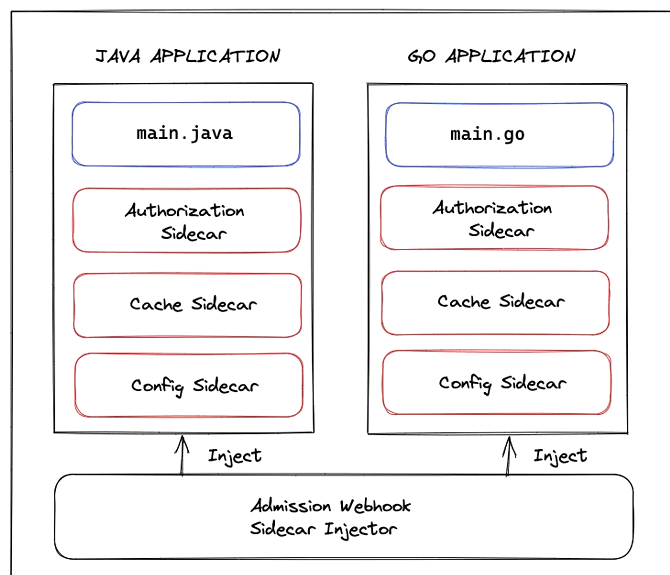 JAVA APPLICATION
GO APPLICATION
main.java
main.go
Authorization
Sidecar
Authorization
Sidecar
Cache Sidecar
Cache Sidecar
Config Sidecar
Config Sidecar
Inject
Inject
Admission Webhook
Sidecar Injector